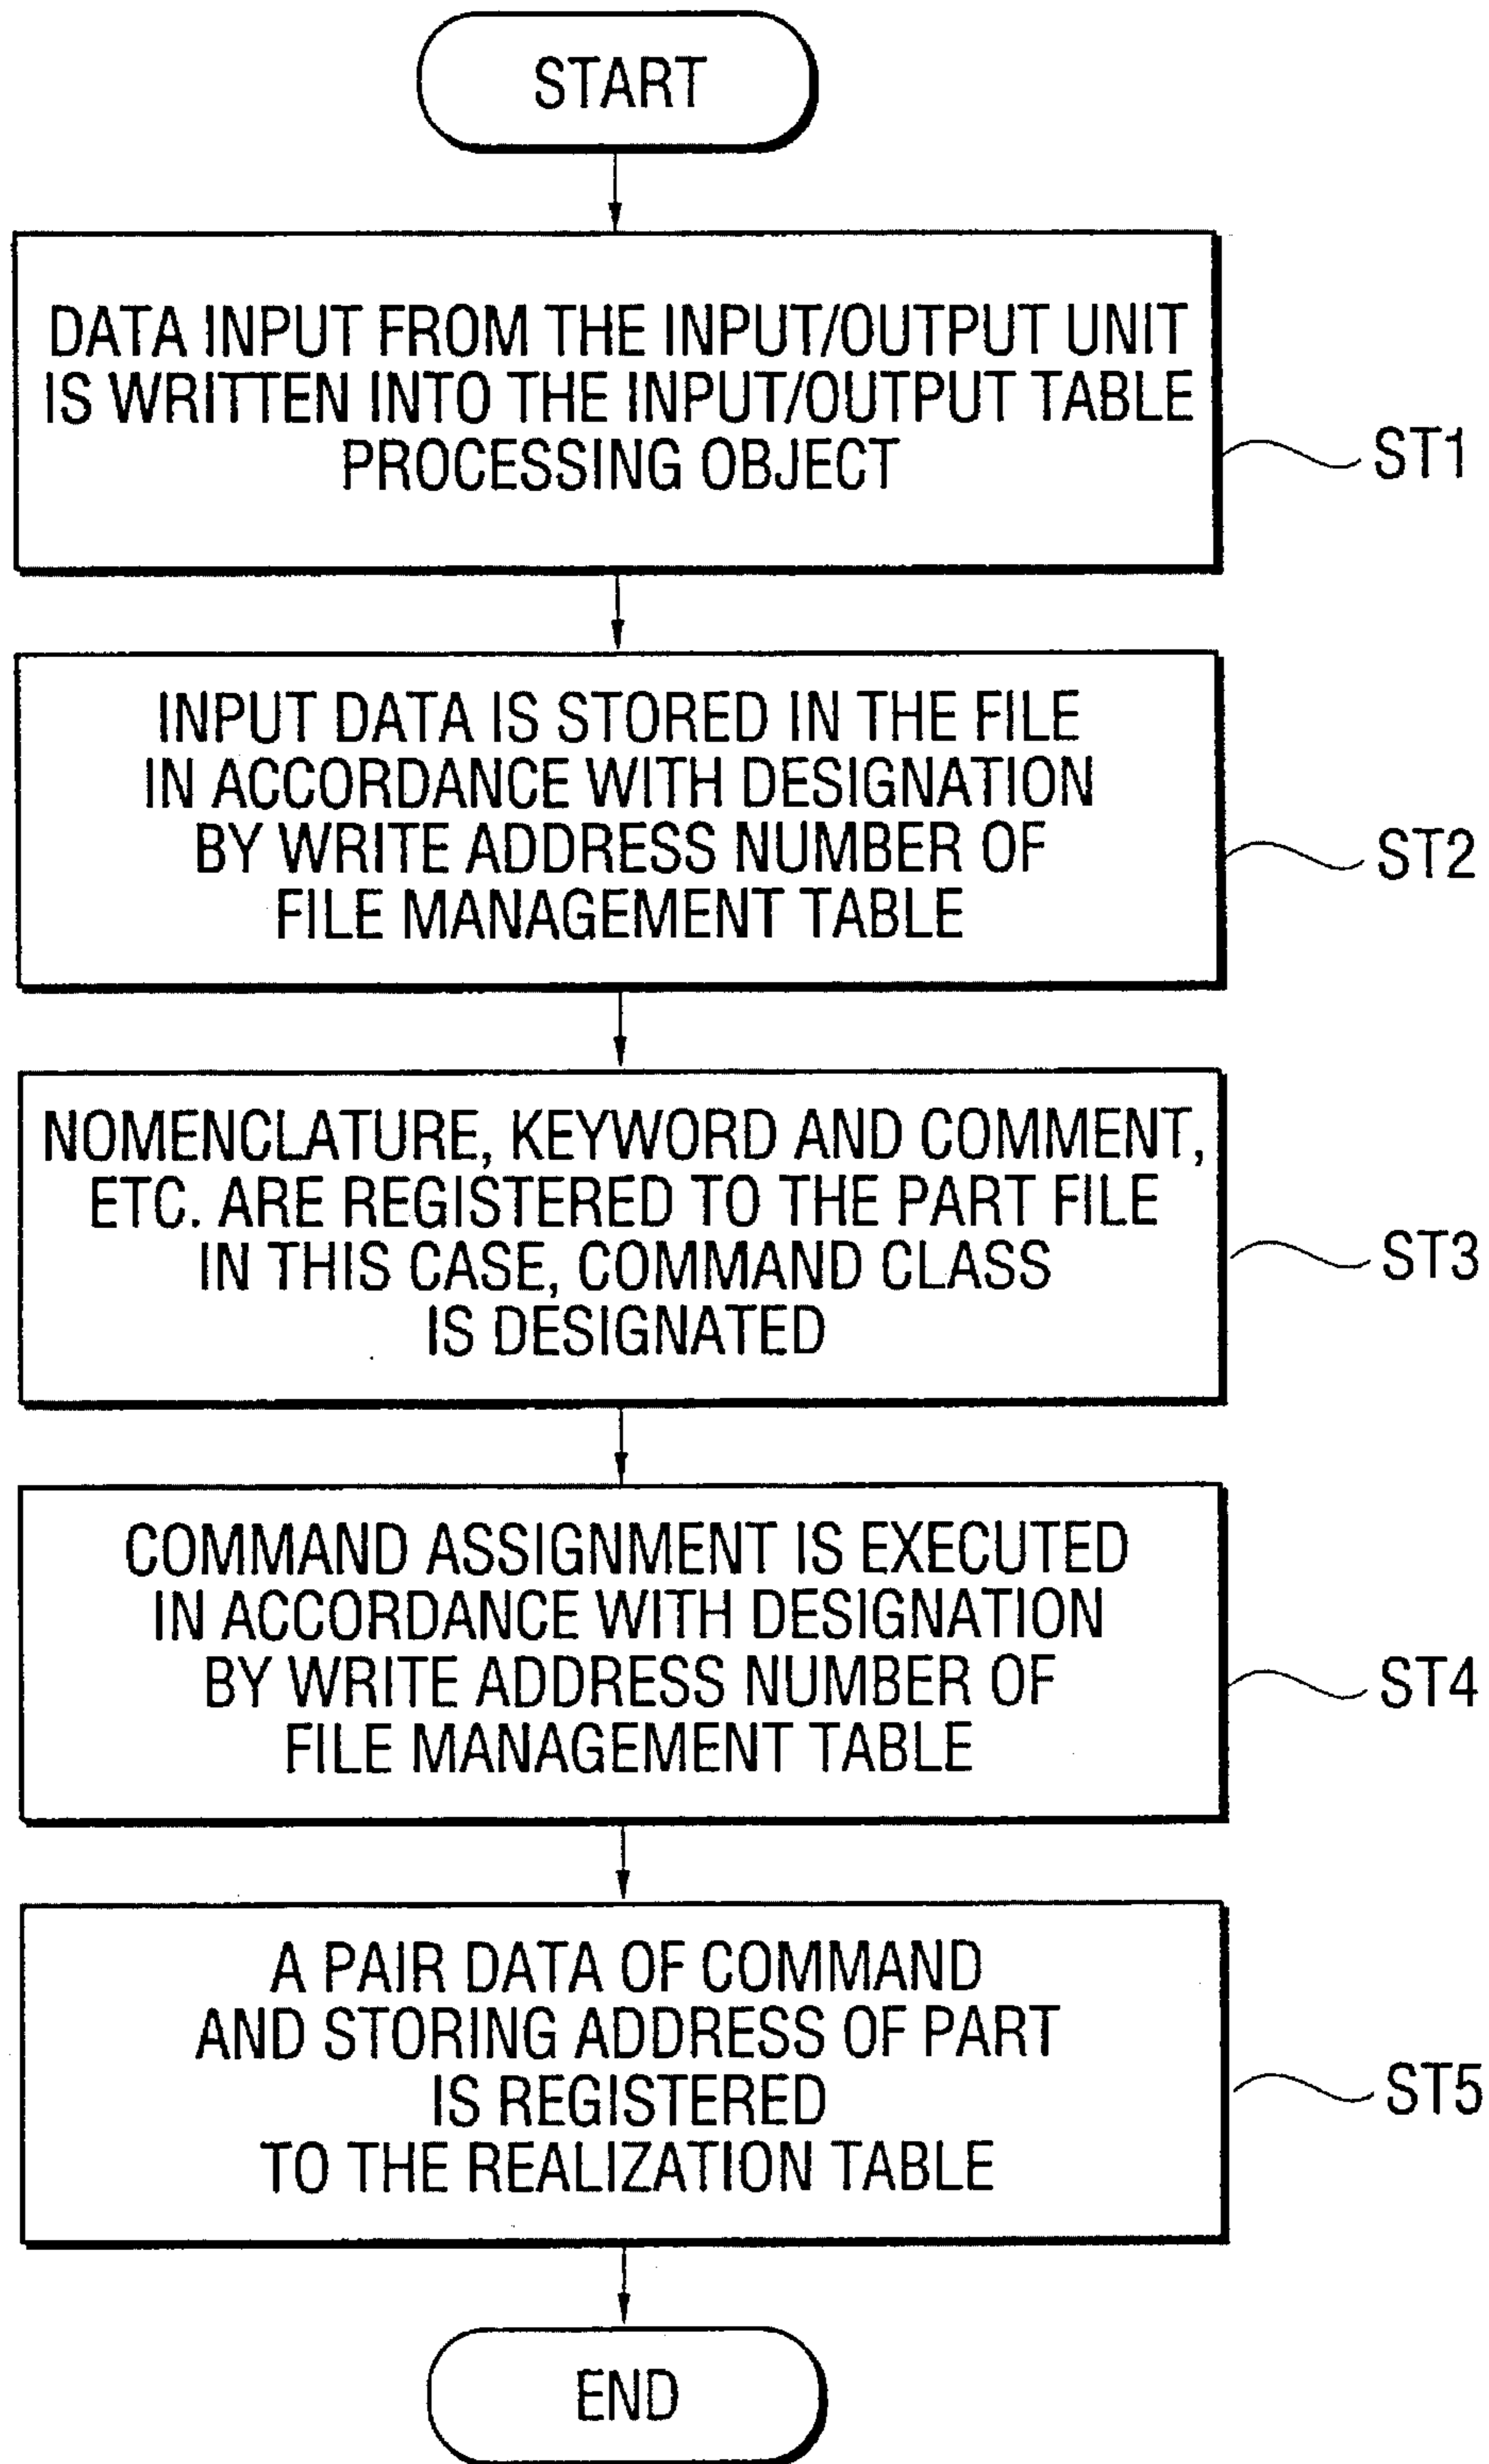 START
DATA INPUT FROM THE INPUT/OUTPUT UNIT
IS WRITTEN INTO THE INPUT/OUTPUT TABLE
PROCESSING OBJECT
ST1
INPUT DATA IS STORED IN THE FILE
IN ACCORDANCE WITH DESIGNATION
BY WRITE ADDRESS NUMBER OF
FILE MANAGEMENT TABLE
ST2
NOMENCLATURE, KEYWORD AND COMMENT,
ETC. ARE REGISTERED TO THE PART FILE
IN THIS CASE, COMMAND CLASS
IS DESIGNATED
ST3
COMMAND ASSIGNMENT IS EXECUTED
IN ACCORDANCE WITH DESIGNATION
BY WRITE ADDRESS NUMBER OF
FILE MANAGEMENT TABLE
ST4
A PAIR DATA OF COMMAND
AND STORING ADDRESS OF PART
IS REGISTERED
TO THE REALIZATION TABLE
ST5
END